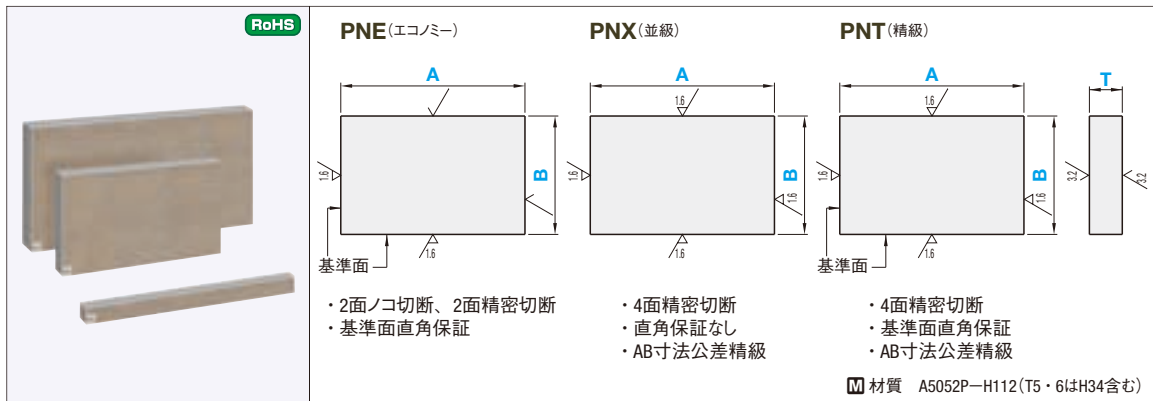 RoHS
PNE(エコノミー)
PNX(並級)
PNT(精級)
A
A
A
T
1.6
1.6
B
B
B
1.6
1.6
1.6
1.6
3.2
3.2
1.6
1.6
1.6
1.6
基準面
基準面
・2面ノコ切断、2面精密切断
・基準面直角保証
・4面精密切断
・直角保証なし
・AB寸法公差精級
・4面精密切断
・基準面直角保証
・AB寸法公差精級
M 材質 A5052P−H112(T5・6はH34含む)